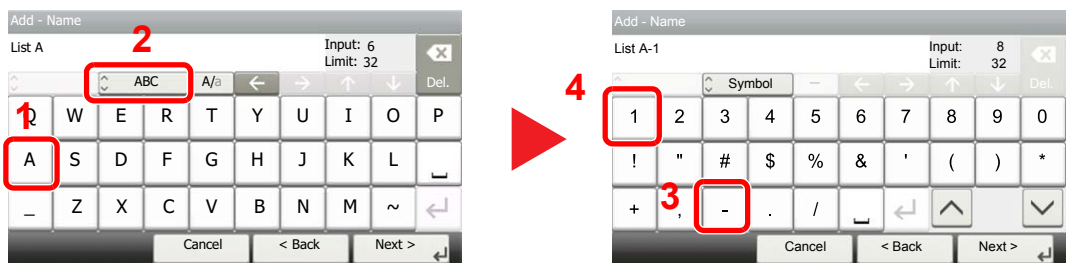 Add - Name
List A
Input: 6
Limit: 32
2
ABC A/a Del.
1
Q W E R T Y U I O P
A S D F G H J K L
_ Z X C V B N M ~
Cancel < Back Next >
Add - Name
List A-1
Input: 8
Limit: 32
4
Symbol Del.
1 2 3 4 5 6 7 8 9 0
! " # $ % & ' ( ) *
3
+ , - . /
Cancel < Back Next >